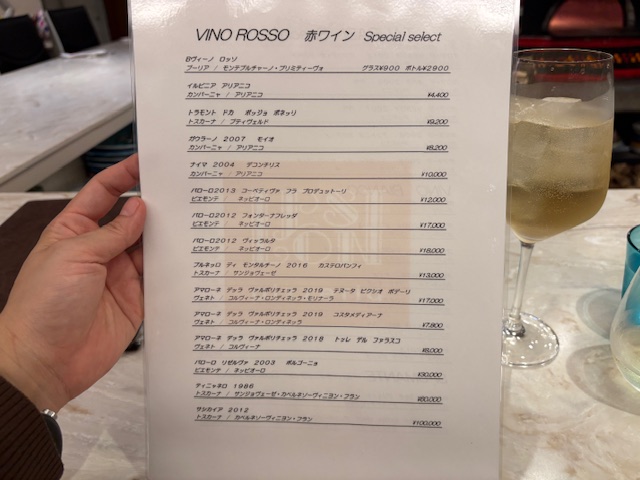 VINO ROSSO 赤ワイン Special select
Bヴィーノ ロッソ
プーリア / モンテプルチャーノ・プリミティーヴォ グラス¥900 ボトル¥2900
イルピニア アリアニコ
カンパーニャ / アリアニコ ¥4,400
トラモント ドカ ポッジョ ボネッリ
トスカーナ / プティヴェルド ¥9,200
ガウラーノ 2007 モイオ
カンパーニャ / アリアニコ ¥8,200
ナイマ 2004 デコンチリス
カンパーニャ / アリアニコ ¥10,000
バローロ2013 コーペティヴァ フラ プロデュットーリ
ピエモンテ / ネッビオーロ ¥12,000
バローロ2012 フォンターナフレッダ
ピエモンテ / ネッビオーロ ¥17,000
バローロ2012 ヴィッラルタ
ピエモンテ / ネッビオーロ ¥18,000
ブルネッロ ディ モンタルチーノ 2016 カステロバンフィ
トスカーナ / サンジョヴェーゼ ¥13,000
アマローネ デッラ ヴァルポリチェッラ 2019 テヌータ ピクシオ ポデーリ
ヴェネト / コルヴィーナ・ロンディネッラ・モリナーラ ¥17,000
アマローネ デッラ ヴァルポリチェッラ 2019 コスタメディアーナ
ヴェネト / コルヴィーナ・ロンディネッラ ¥7,900
アマローネ デッラ ヴァルポリチェッラ 2018 トッレ デル ファラスコ
ヴェネト / コルヴィーナ ¥8,000
バローロ リゼルヴァ 2003 ボルゴーニョ
ピエモンテ / ネッビオーロ ¥30,000
ティニャネロ 1986
トスカーナ / サンジョヴェーゼ・カベルネソーヴィニヨン・フラン ¥80,000
サシカイア 2012
トスカーナ / カベルネソーヴィニヨン・フラン ¥100,000